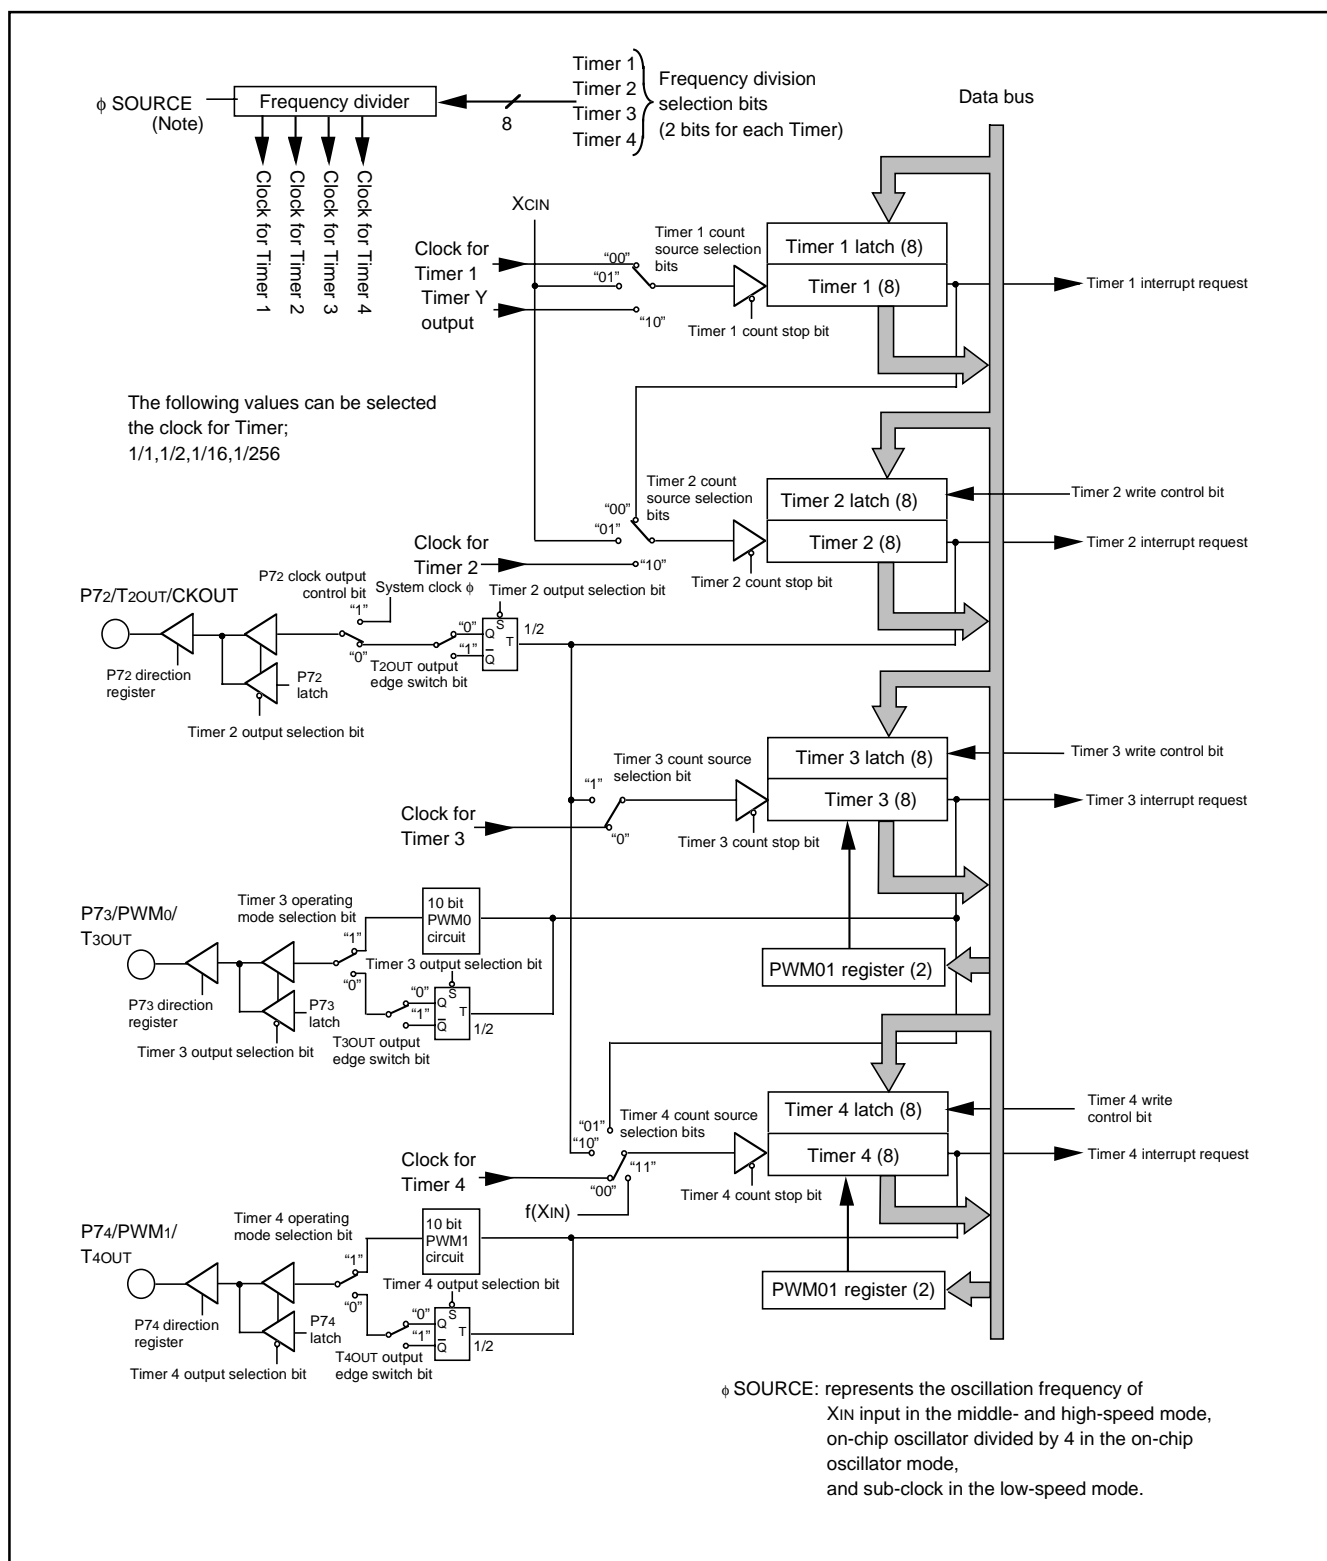 Timer 1
Timer 2
Timer 3
Timer 4
Frequency division
selection bits
(2 bits for each Timer)
ϕ SOURCE
(Note)
Frequency divider
8
Data bus
Clock for Timer 1
Clock for Timer 2
Clock for Timer 3
Clock for Timer 4
XCIN
Timer 1 count
source selection
bits
Clock for
Timer 1
Timer Y
output
“00”
“01”
“10”
Timer 1 latch (8)
Timer 1 (8)
Timer 1 interrupt request
Timer 1 count stop bit
The following values can be selected
the clock for Timer;
1/1,1/2,1/16,1/256
Timer 2 count
source selection
bits
“00”
“01”
“10”
Clock for
Timer 2
Timer 2 latch (8)
Timer 2 (8)
Timer 2 write control bit
Timer 2 interrupt request
Timer 2 count stop bit
P72/T2OUT/CKOUT
P72 clock output
control bit
System clock ϕ
Timer 2 output selection bit
“1”
“0”
“0”
“1”
S
Q
T
Q
1/2
T2OUT output
edge switch bit
P72 direction
register
P72
latch
Timer 2 output selection bit
Timer 3 count source
selection bit
“1”
“0”
Clock for
Timer 3
Timer 3 latch (8)
Timer 3 (8)
Timer 3 write control bit
Timer 3 interrupt request
Timer 3 count stop bit
P73/PWM0/
T3OUT
Timer 3 operating
mode selection bit
10 bit
PWM0
circuit
“1”
“0”
Timer 3 output selection bit
“0”
“1”
S
Q
T
Q
1/2
P73 direction
register
P73
latch
Timer 3 output selection bit
T3OUT output
edge switch bit
PWM01 register (2)
Timer 4 count source
selection bits
“01”
“10”
“11”
“00”
Clock for
Timer 4
f(XIN)
Timer 4 latch (8)
Timer 4 (8)
Timer 4 write
control bit
Timer 4 interrupt request
Timer 4 count stop bit
P74/PWM1/
T4OUT
Timer 4 operating
mode selection bit
10 bit
PWM1
circuit
“1”
“0”
Timer 4 output selection bit
“0”
“1”
S
Q
T
Q
1/2
P74 direction
register
P74
latch
Timer 4 output selection bit
T4OUT output
edge switch bit
PWM01 register (2)
ϕ SOURCE: represents the oscillation frequency of
XIN input in the middle- and high-speed mode,
on-chip oscillator divided by 4 in the on-chip
oscillator mode,
and sub-clock in the low-speed mode.